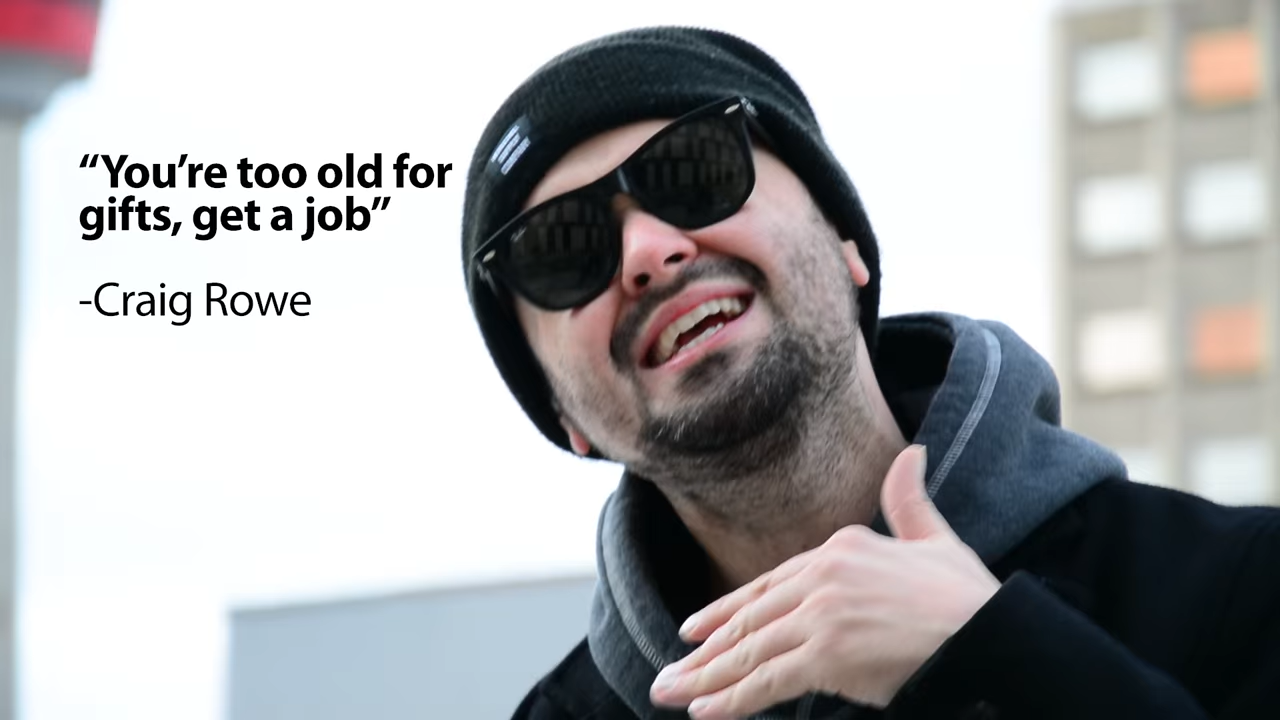 “You’re too old for
gifts, get a job”
-Craig Rowe